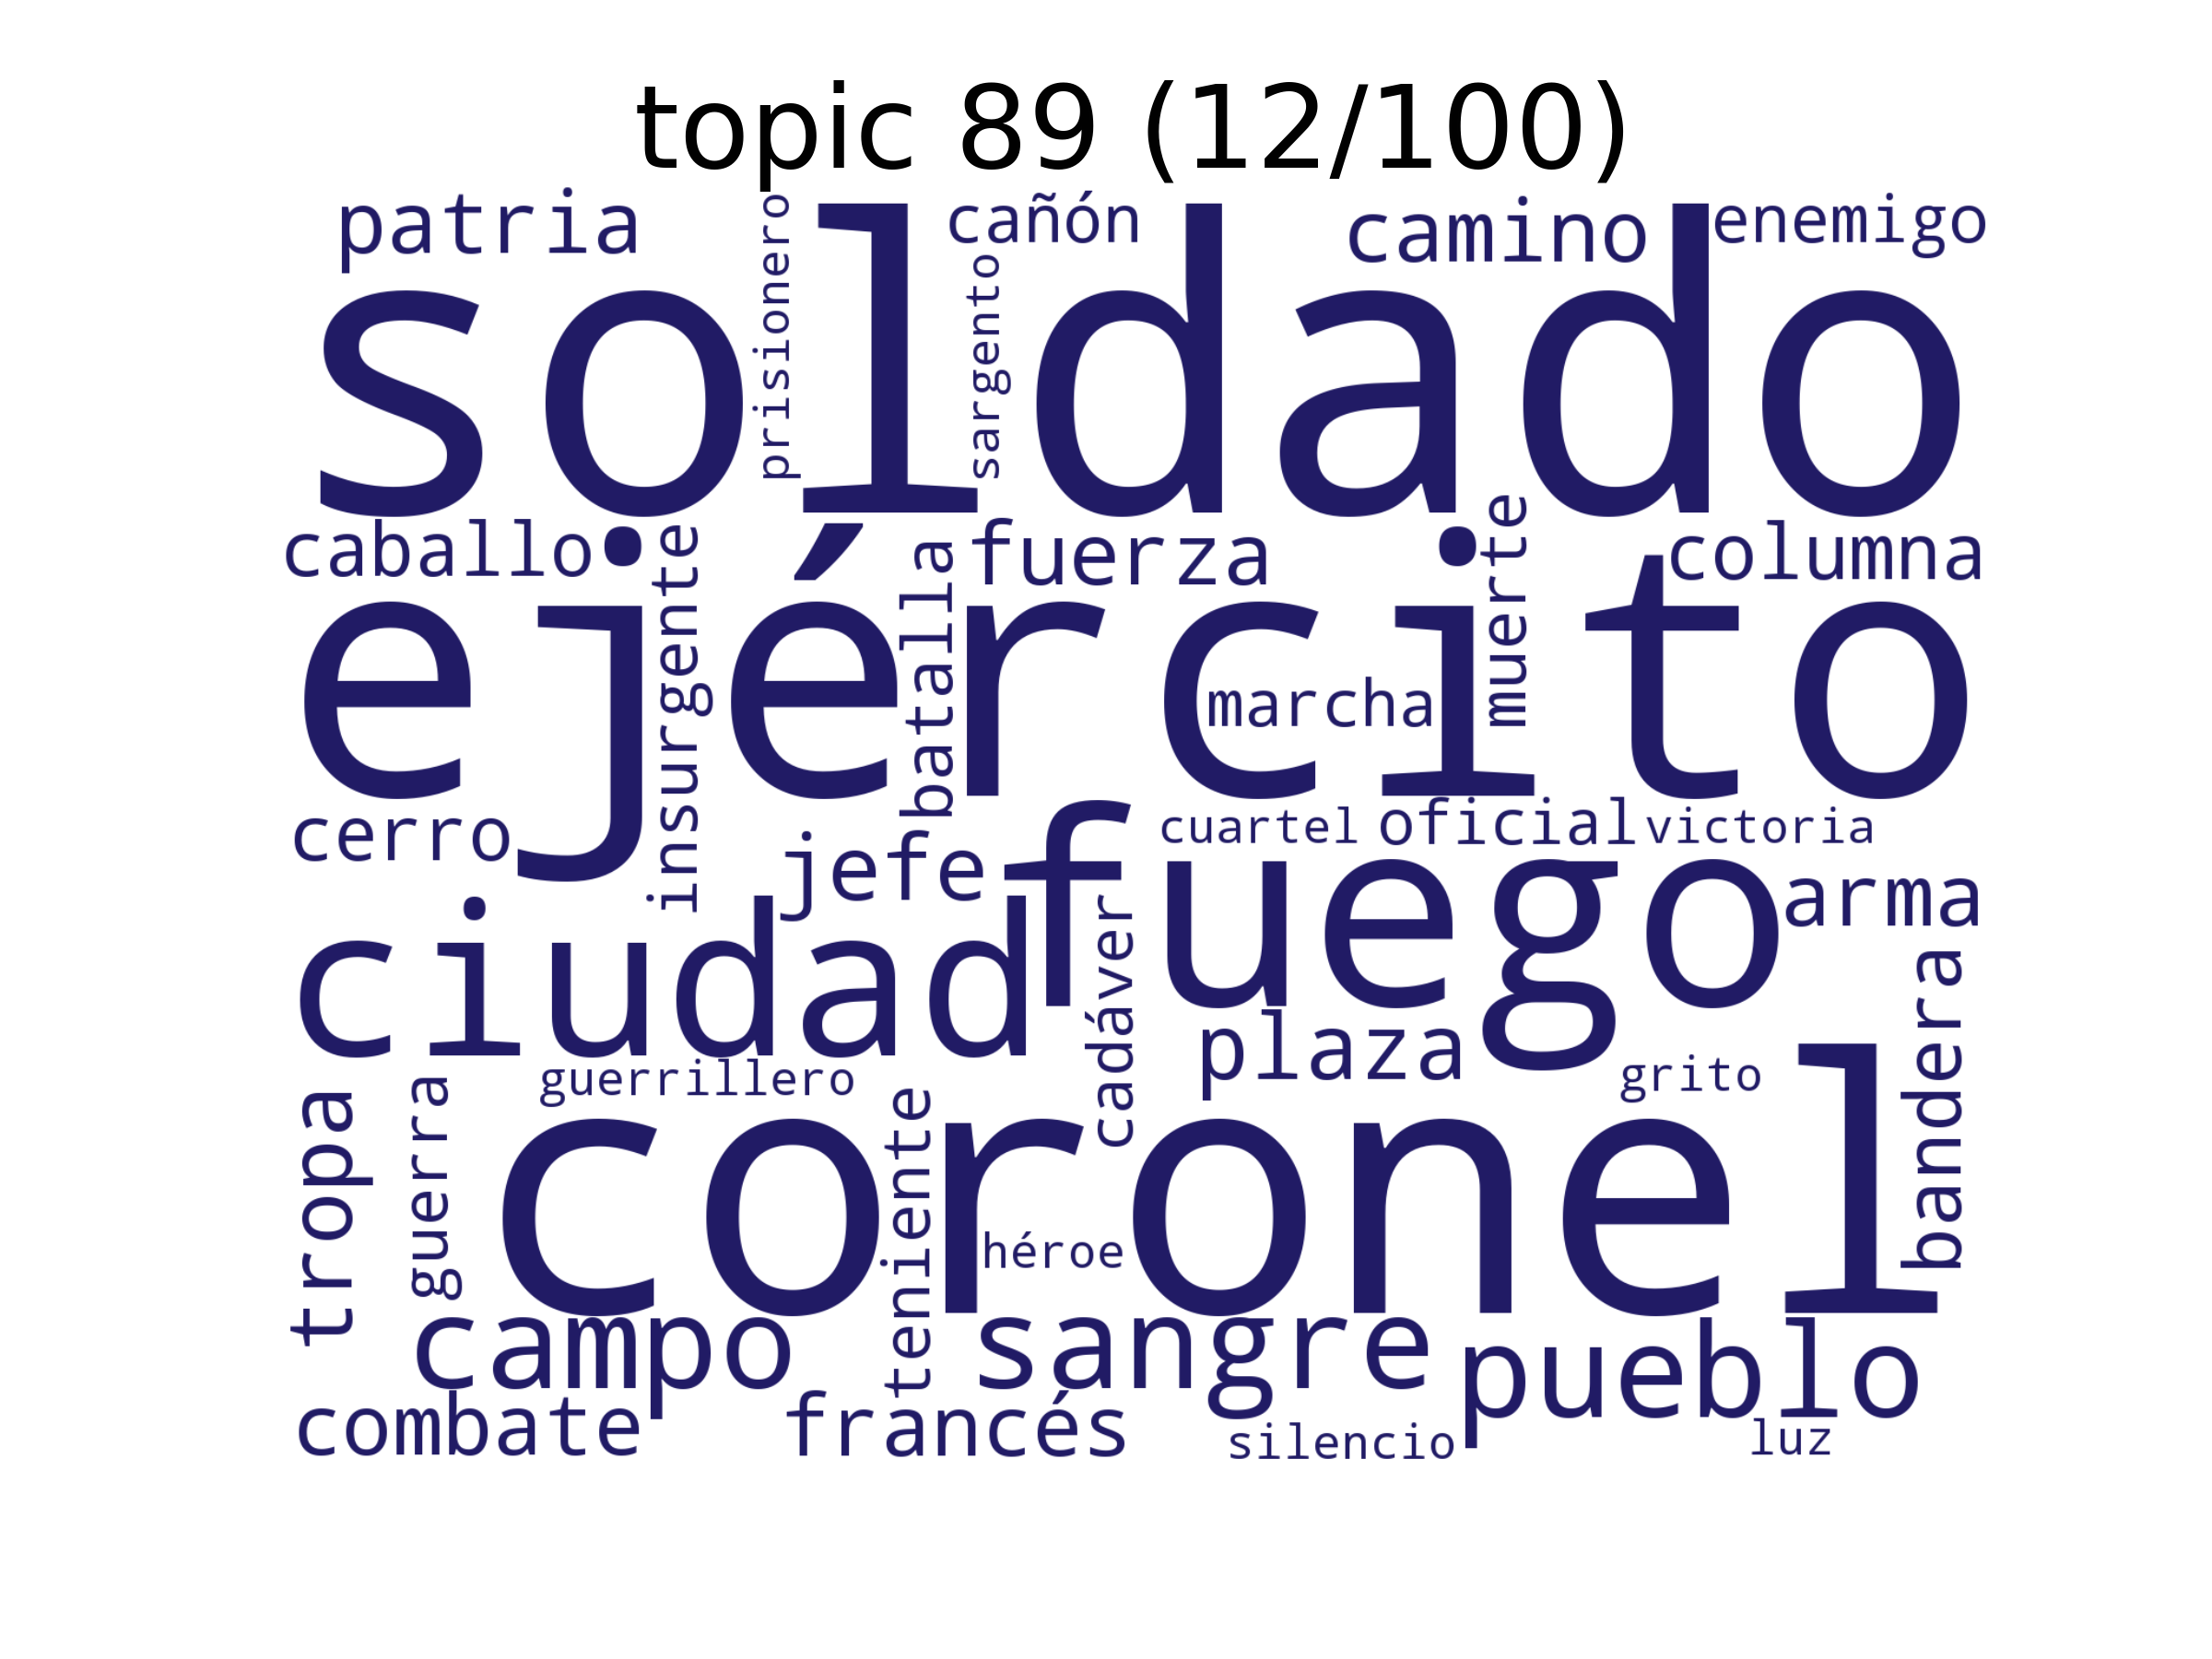 topic 89 (12/100)
patria
prisionero
cañón
camino
enemigo
soldado
sargento
caballo
insurgente
batalla
fuerza
muerte
columna
ejército
marcha
cerro
jefe
cuartel
oficial
victoria
fuego
arma
ciudad
cadáver
plaza
grito
bandera
guerrillero
tropa
guerra
teniente
coronel
héroe
campo
sangre
pueblo
combate
francés
silencio
luz